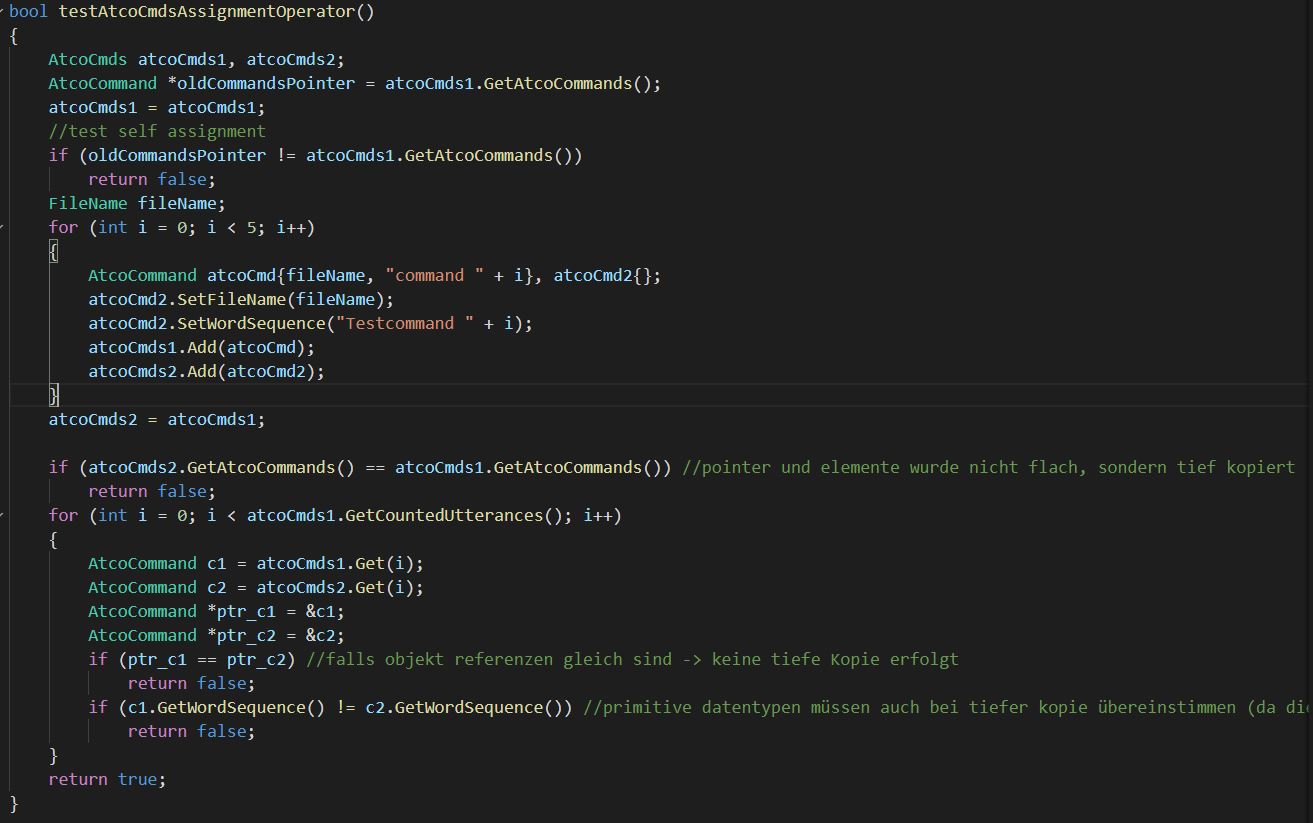 bool testAtcoCmdsAssignmentOperator()
{
    AtcoCmds atcoCmds1, atcoCmds2;
    AtcoCommand *oldCommandsPointer = atcoCmds1.GetAtcoCommands();
    atcoCmds1 = atcoCmds1;
    //test self assignment
    if (oldCommandsPointer != atcoCmds1.GetAtcoCommands())
        return false;
    FileName fileName;
    for (int i = 0; i < 5; i++)
    {
        AtcoCommand atcoCmd{fileName, "command " + i}, atcoCmd2{};
        atcoCmd2.SetFileName(fileName);
        atcoCmd2.SetWordSequence("Testcommand " + i);
        atcoCmds1.Add(atcoCmd);
        atcoCmds2.Add(atcoCmd2);
    }
    atcoCmds2 = atcoCmds1;
    if (atcoCmds2.GetAtcoCommands() == atcoCmds1.GetAtcoCommands()) //pointer und elemente wurde nicht flach, sondern tief kopiert
        return false;
    for (int i = 0; i < atcoCmds1.GetCountedUtterances(); i++)
    {
        AtcoCommand c1 = atcoCmds1.Get(i);
        AtcoCommand c2 = atcoCmds2.Get(i);
        AtcoCommand *ptr_c1 = &c1;
        AtcoCommand *ptr_c2 = &c2;
        if (ptr_c1 == ptr_c2) //falls objekt referenzen gleich sind -> keine tiefe Kopie erfolgt
            return false;
        if (c1.GetWordSequence() != c2.GetWordSequence()) //primitive datentypen müssen auch bei tiefer kopie übereinstimmen (da
            return false;
    }
    return true;
}